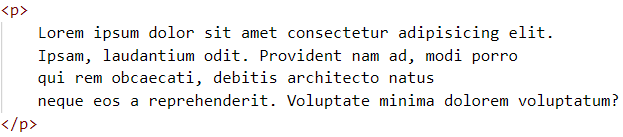 <p>
Lorem ipsum dolor sit amet consectetur adipisicing elit.
Ipsam, laudantium odit. Provident nam ad, modi porro
qui rem obcaecati, debitis architecto natus
neque eos a reprehenderit. Voluptate minima dolorem voluptatum?
</p>